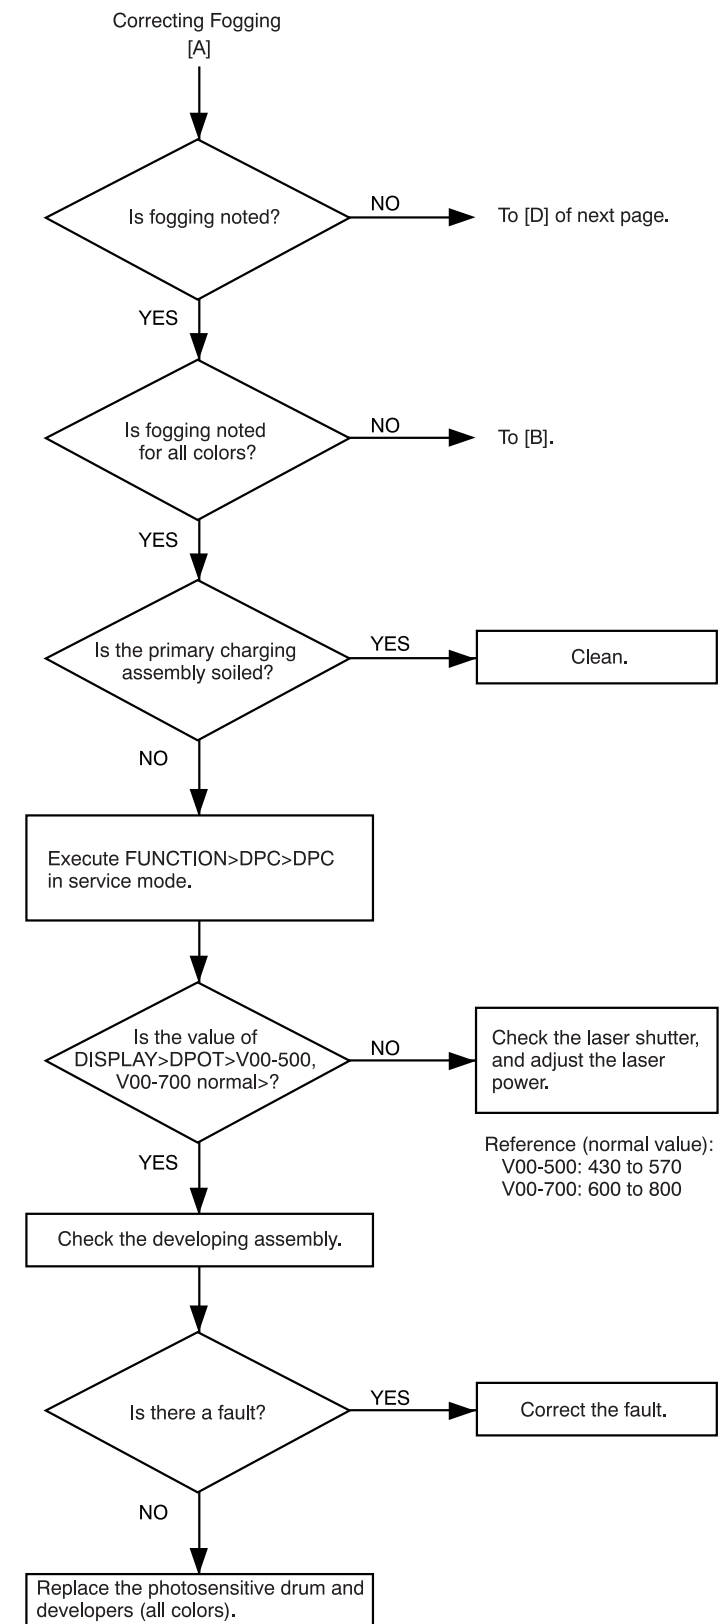 Correcting Fogging
[A]
Is fogging noted?
NO
To [D] of next page.
YES
Is fogging noted
for all colors?
NO
To [B].
YES
Is the primary charging
assembly soiled?
YES
Clean.
NO
Execute FUNCTION>DPC>DPC
in service mode.
Is the value of
DISPLAY>DPOT>V00-500,
V00-700 normal>?
NO
Check the laser shutter,
and adjust the laser
power.
Reference (normal value):
V00-500: 430 to 570
V00-700: 600 to 800
YES
Check the developing assembly.
Is there a fault?
YES
Correct the fault.
NO
Replace the photosensitive drum and
developers (all colors).